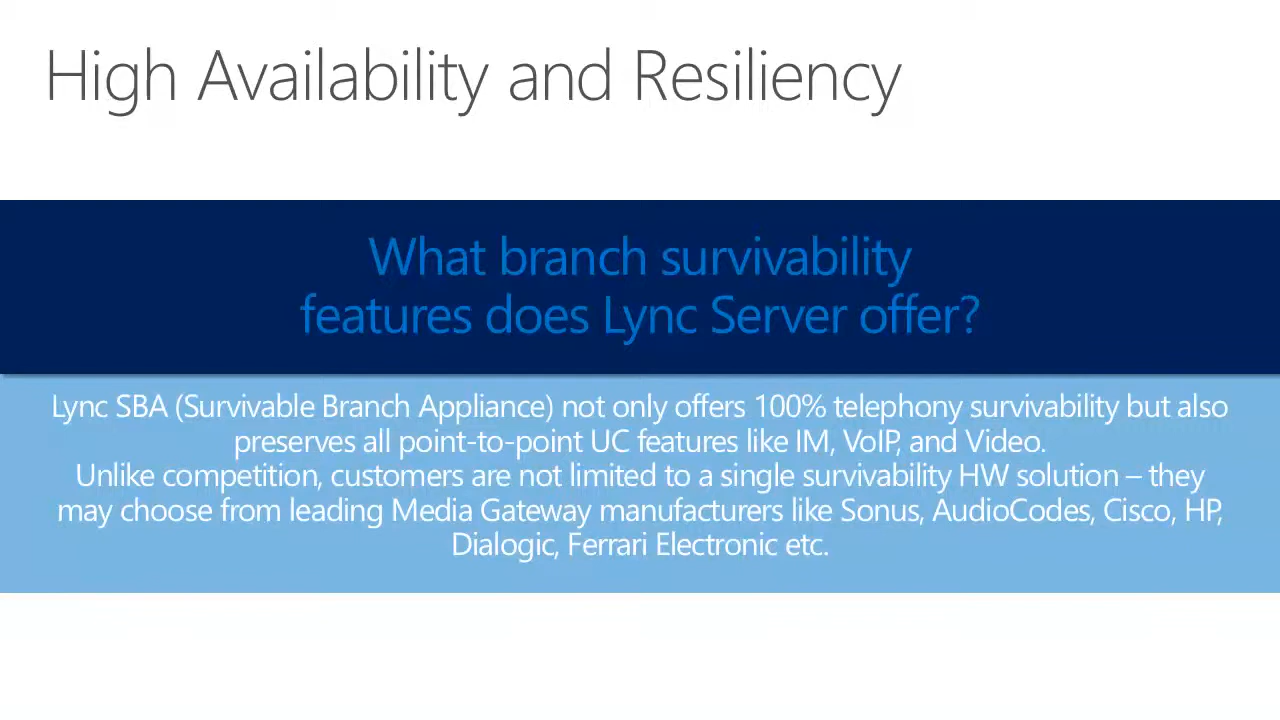 High Availability and Resiliency
What branch survivability
features does Lync Server offer?
Lync SBA (Survivable Branch Appliance) not only offers 100% telephony survivability but also
preserves all point-to-point UC features like IM, VoIP, and Video.
Unlike competition, customers are not limited to a single survivability HW solution – they
may choose from leading Media Gateway manufacturers like Sonus, AudioCodes, Cisco, HP,
Dialogic, Ferrari Electronic etc.